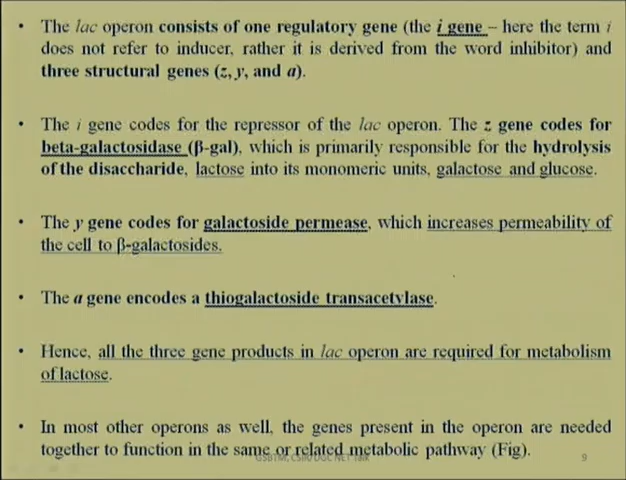 • The lac operon consists of one regulatory gene (the i gene – here the term i
does not refer to inducer, rather it is derived from the word inhibitor) and
three structural genes (z, y, and a).
• The i gene codes for the repressor of the lac operon. The z gene codes for
beta-galactosidase (β-gal), which is primarily responsible for the hydrolysis
of the disaccharide, lactose into its monomeric units, galactose and glucose.
• The y gene codes for galactoside permease, which increases permeability of
the cell to β-galactosides.
• The a gene encodes a thiogalactoside transacetylase.
• Hence, all the three gene products in lac operon are required for metabolism
of lactose.
• In most other operons as well, the genes present in the operon are needed
together to function in the same or related metabolic pathway (Fig).
NET Talk
9